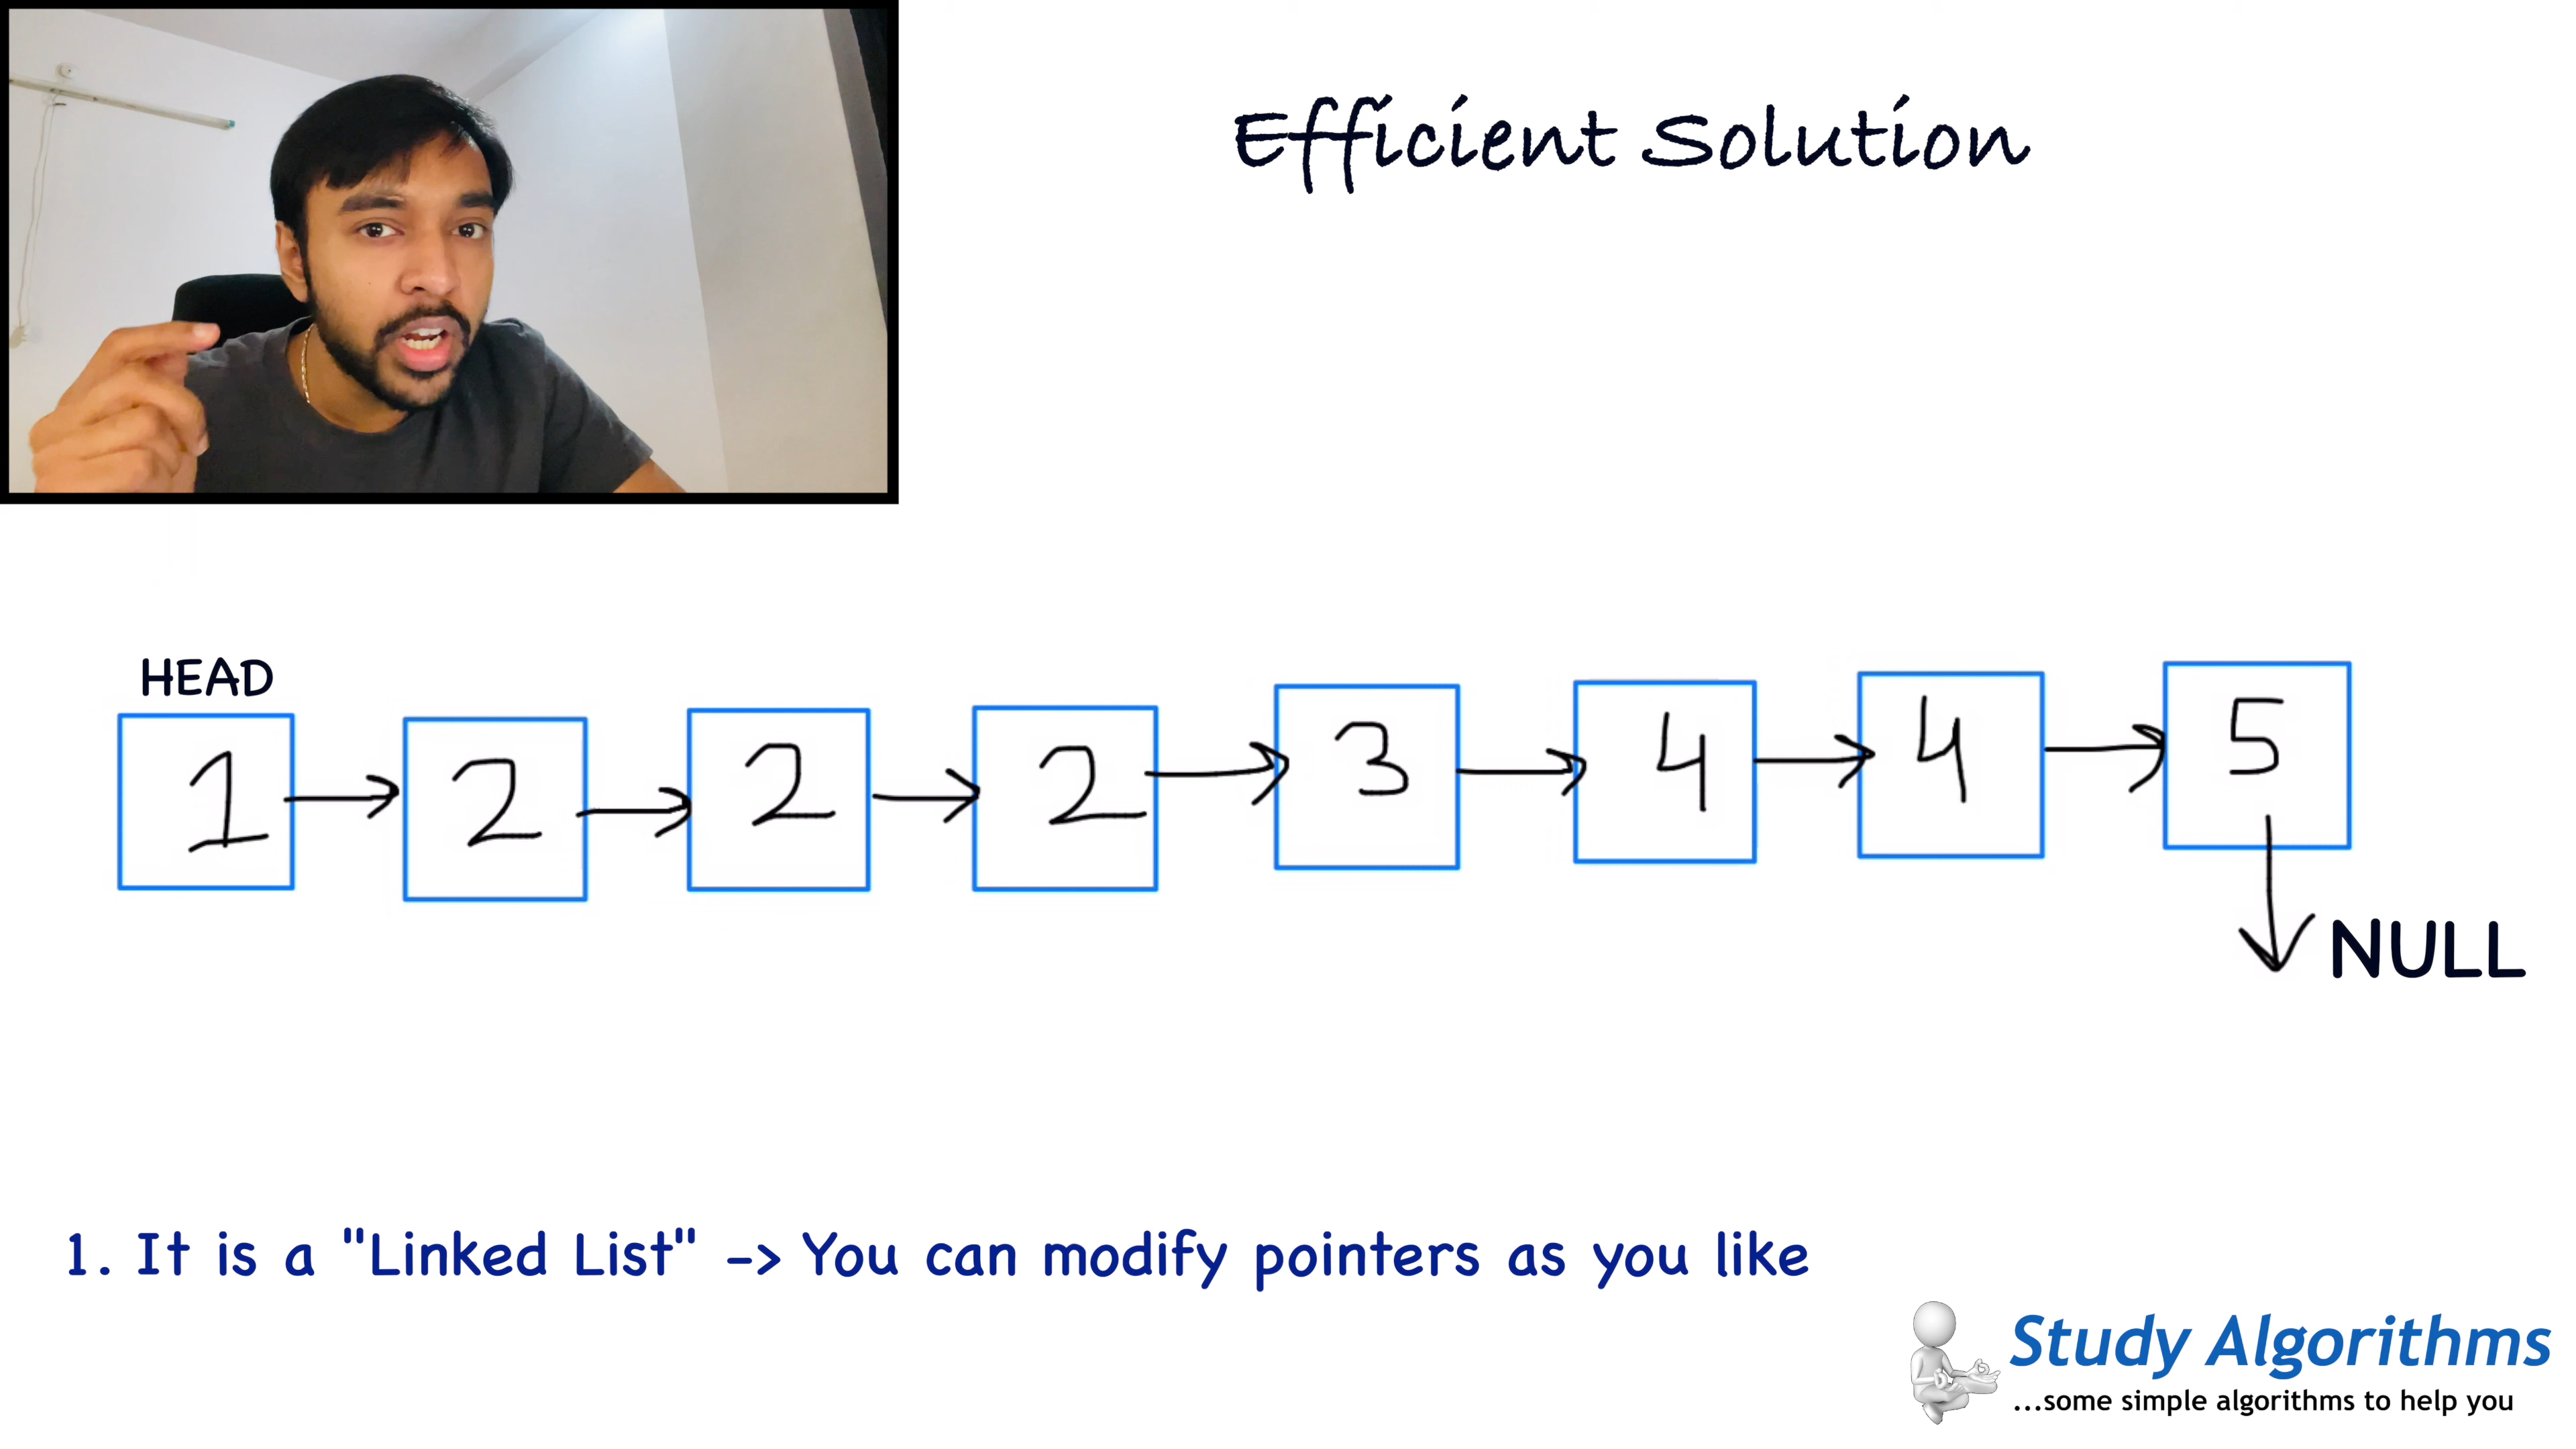 Efficient Solution
HEAD
1 2 2 2 3 4 4 5
NULL
1. It is a "Linked List" -> You can modify pointers as you like
Study Algorithms
...some simple algorithms to help you